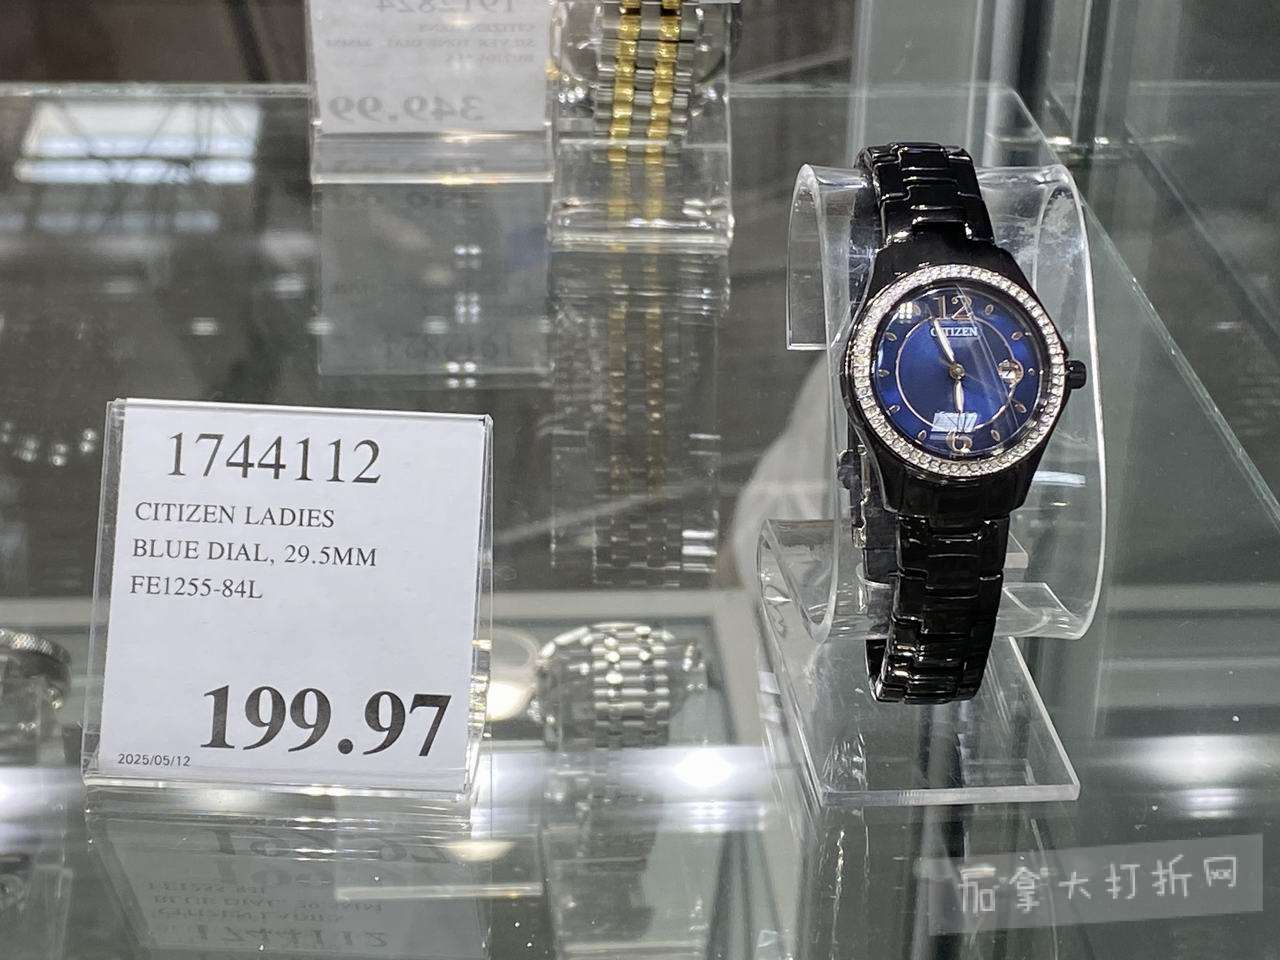 349.99
12
CITIZEN
6
1744112
CITIZEN LADIES
BLUE DIAL, 29.5MM
FE1255-84L
199.97
2025/05/12
加拿大打折网